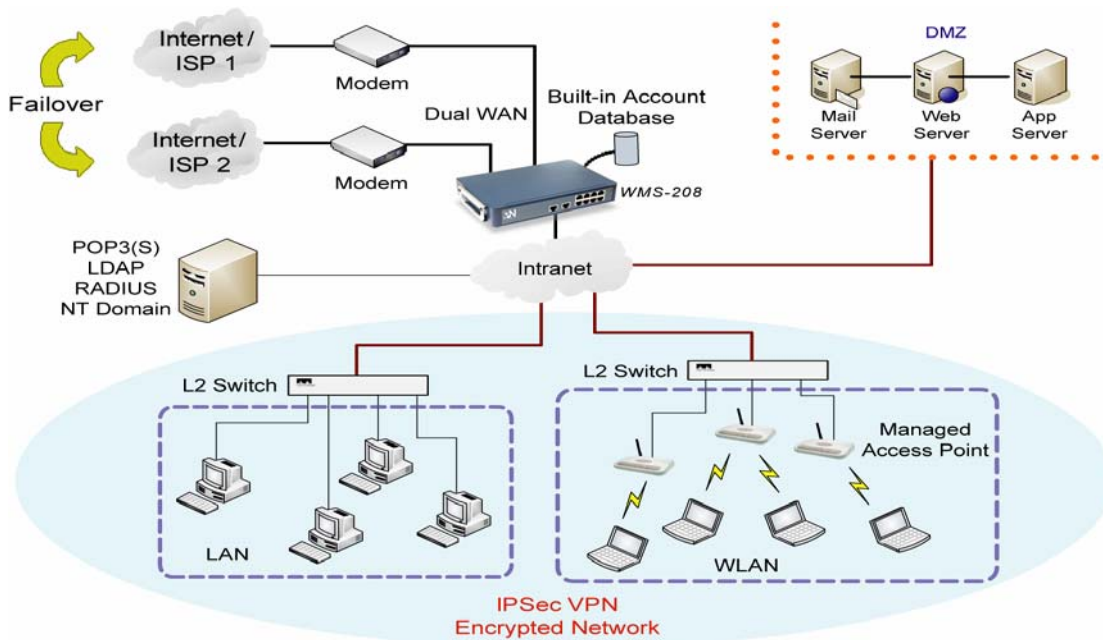 Internet/
ISP 1
Modem
Failover
Dual WAN
Internet/
ISP 2
Modem
Built-in Account
Database
WMS-208
DMZ
Mail
Server
Web
Server
App
Server
POP3(S)
LDAP
RADIUS
NT Domain
Intranet
L2 Switch
L2 Switch
Managed
Access Point
LAN
WLAN
IPSec VPN
Encrypted Network